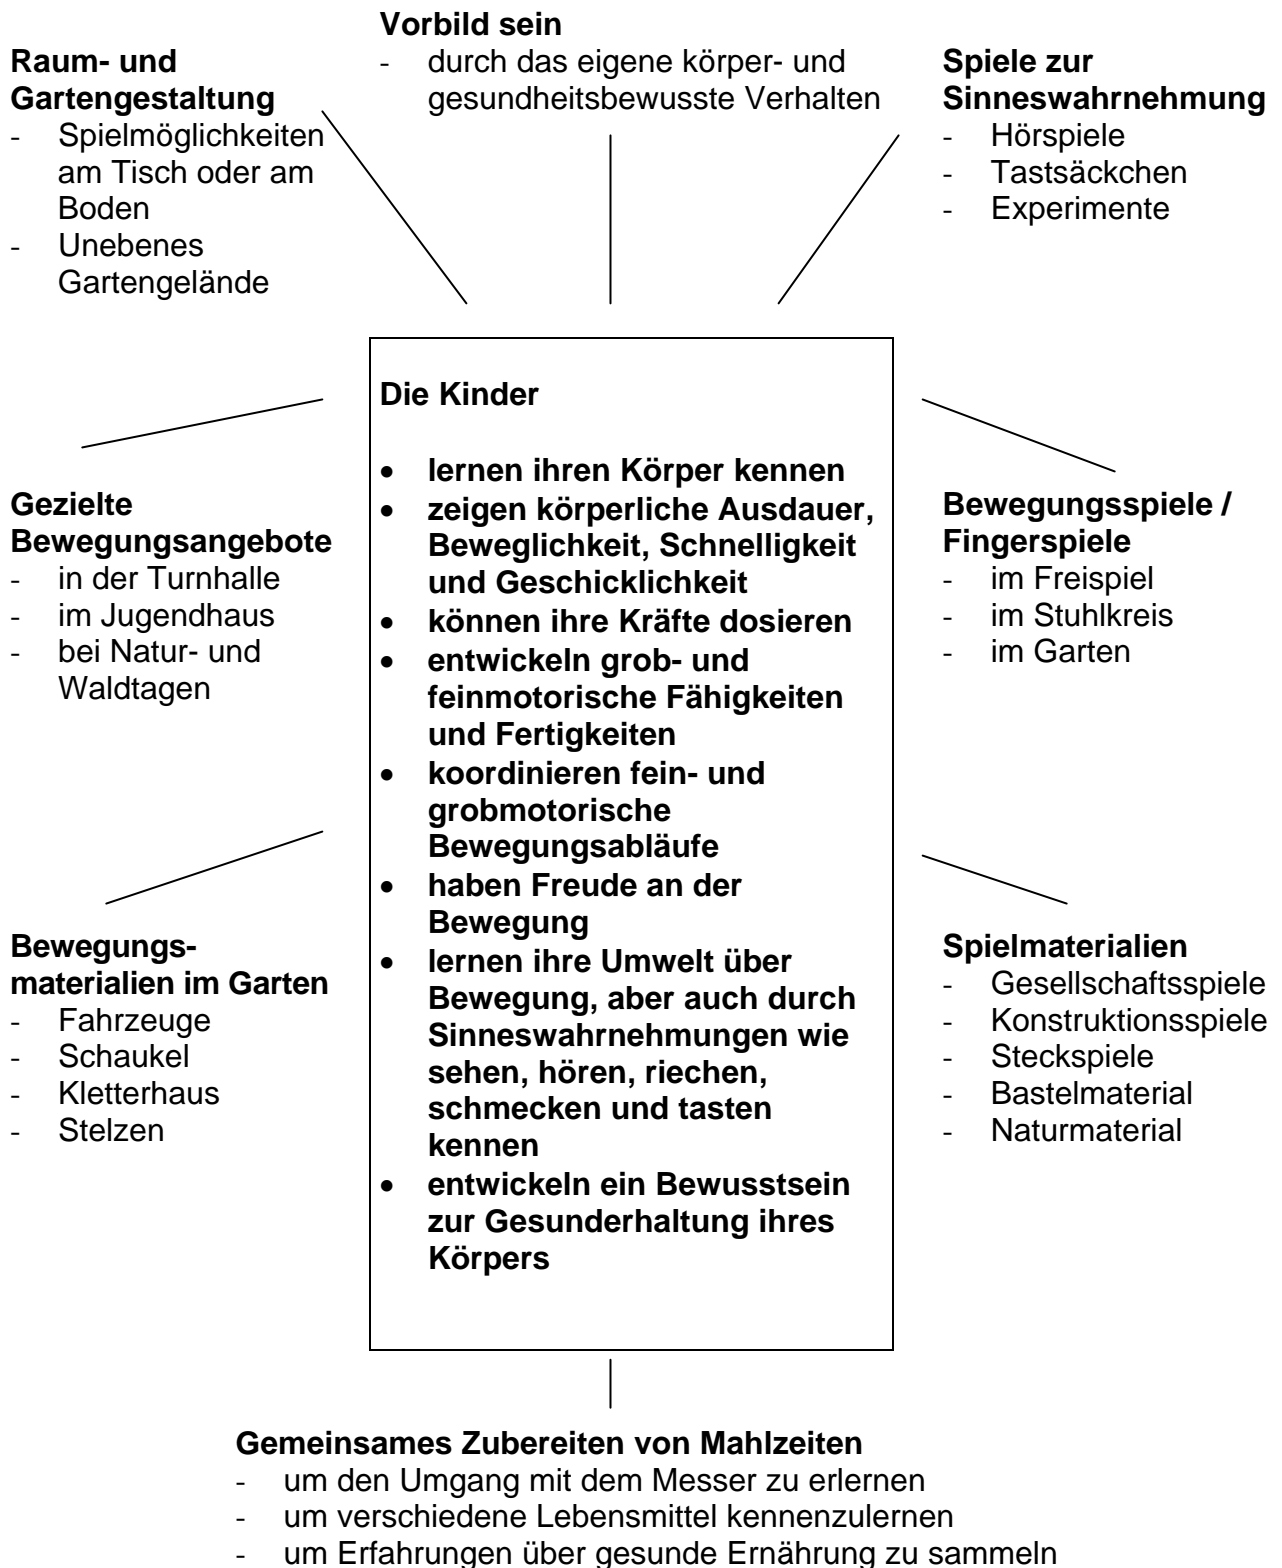 Vorbild sein
- durch das eigene körper- und
gesundheitsbewusste Verhalten
Raum- und
Gartengestaltung
- Spielmöglichkeiten
am Tisch oder am
Boden
- Unebenes
Gartengelände
Spiele zur
Sinneswahrnehmung
- Hörspiele
- Tastsäckchen
- Experimente
Gezielte
Bewegungsangebote
- in der Turnhalle
- im Jugendhaus
- bei Natur- und
Waldtagen
Die Kinder
• lernen ihren Körper kennen
• zeigen körperliche Ausdauer,
Beweglichkeit, Schnelligkeit
und Geschicklichkeit
• können ihre Kräfte dosieren
• entwickeln grob- und
feinmotorische Fähigkeiten
und Fertigkeiten
• koordinieren fein- und
grobmotorische
Bewegungsabläufe
• haben Freude an der
Bewegung
• lernen ihre Umwelt über
Bewegung, aber auch durch
Sinneswahrnehmungen wie
sehen, hören, riechen,
schmecken und tasten
kennen
• entwickeln ein Bewusstsein
zur Gesunderhaltung ihres
Körpers
Bewegungsspiele /
Fingerspiele
- im Freispiel
- im Stuhlkreis
- im Garten
Bewegungs-
materialien im Garten
- Fahrzeuge
- Schaukel
- Kletterhaus
- Stelzen
Spielmaterialien
- Gesellschaftsspiele
- Konstruktionsspiele
- Steckspiele
- Bastelmaterial
- Naturmaterial
Gemeinsames Zubereiten von Mahlzeiten
- um den Umgang mit dem Messer zu erlernen
- um verschiedene Lebensmittel kennenzulernen
- um Erfahrungen über gesunde Ernährung zu sammeln